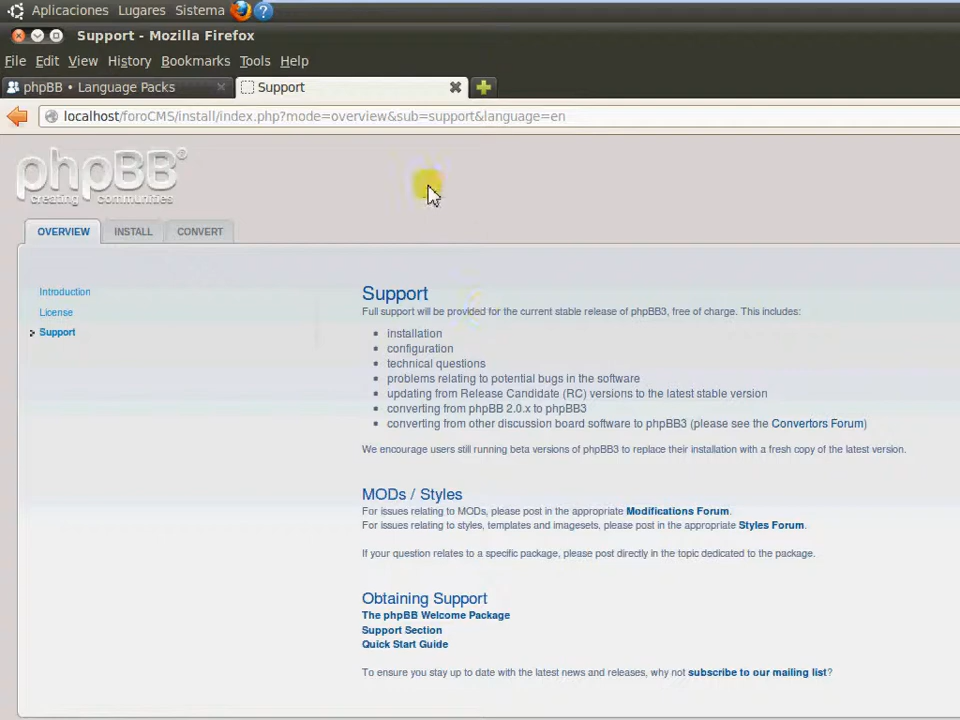 Aplicaciones Lugares Sistema
Support - Mozilla Firefox
File Edit View History Bookmarks Tools Help
phpBB • Language Packs Support
localhost/foroCMS/install/index.php?mode=overview&sub=support&language=en
phpBB®
creating communities
OVERVIEW INSTALL CONVERT
Introduction
License
Support
Support
Full support will be provided for the current stable release of phpBB3, free of charge. This includes:
installation
configuration
technical questions
problems relating to potential bugs in the software
updating from Release Candidate (RC) versions to the latest stable version
converting from phpBB 2.0.x to phpBB3
converting from other discussion board software to phpBB3 (please see the Convertors Forum)
We encourage users still running beta versions of phpBB3 to replace their installation with a fresh copy of the latest version.
MODs / Styles
For issues relating to MODs, please post in the appropriate Modifications Forum.
For issues relating to styles, templates and imagesets, please post in the appropriate Styles Forum.
If your question relates to a specific package, please post directly in the topic dedicated to the package.
Obtaining Support
The phpBB Welcome Package
Support Section
Quick Start Guide
To ensure you stay up to date with the latest news and releases, why not subscribe to our mailing list?